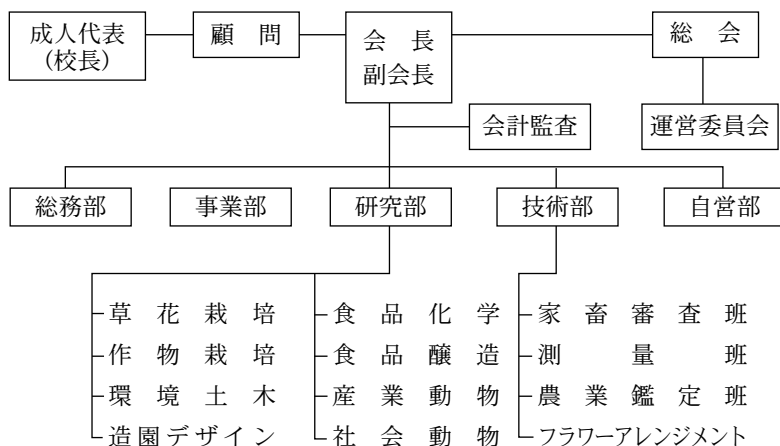 成人代表
(校長)
顧問
会長
副会長
総会
会計監査
運営委員会
総務部
事業部
研究部
技術部
自営部
草花栽培
食品化学
家畜審査班
作物栽培
食品醸造
測量班
環境土木
産業動物
農業鑑定班
造園デザイン
社会動物
フラワーアレンジメント